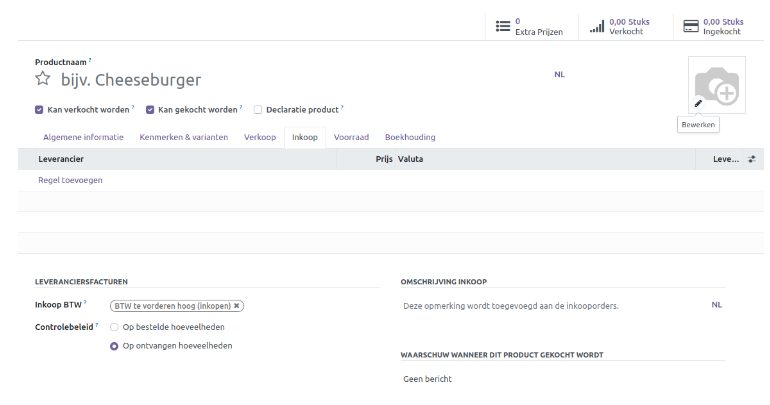 0
Extra Prijzen
0,00 Stuks
Verkocht
0,00 Stuks
Ingekocht
Productnaam ?
bijv. Cheeseburger
NL
Kan verkocht worden ? Kan gekocht worden ? Declaratie product ?
Bewerken
Algemene informatie Kenmerken & varianten Verkoop Inkoop Voorraad Boekhouding
Leverancier Prijs Valuta Leve...
Regel toevoegen
LEVERANCIERSFACTUREN
Inkoop BTW ? BTW te vorderen hoog (inkopen) ✖
Controlebeleid ? Op bestelde hoeveelheden
Op ontvangen hoeveelheden
OMSCHRIJVING INKOOP
Deze opmerking wordt toegevoegd aan de inkooporders. NL
WAARSCHUW WANNEER DIT PRODUCT GEKOCHT WORDT
Geen bericht